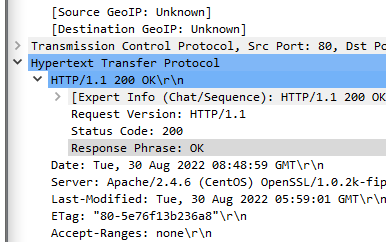 [Source GeoIP: Unknown]
[Destination GeoIP: Unknown]
Transmission Control Protocol, Src Port: 80, Dst Po
Hypertext Transfer Protocol
HTTP/1.1 200 OK\r\n
[Expert Info (Chat/Sequence): HTTP/1.1 200 OK
Request Version: HTTP/1.1
Status Code: 200
Response Phrase: OK
Date: Tue, 30 Aug 2022 08:48:59 GMT\r\n
Server: Apache/2.4.6 (CentOS) OpenSSL/1.0.2k-fip
Last-Modified: Tue, 30 Aug 2022 05:59:01 GMT\r
ETag: "80-5e76f13b236a8"\r\n
Accept-Ranges: none\r\n